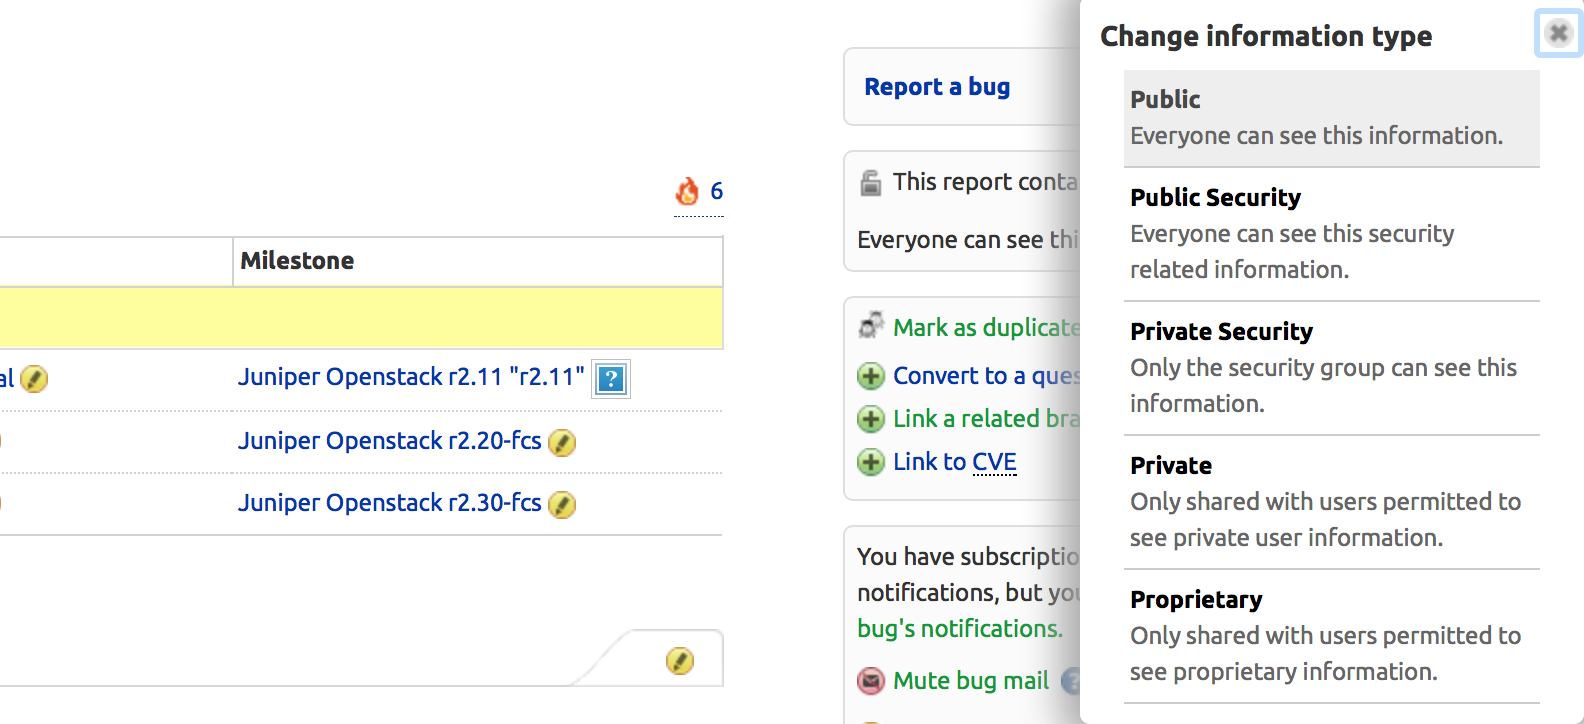 6
Milestone
al
Juniper Openstack r2.11 "r2.11" ?
Juniper Openstack r2.20-fcs
Juniper Openstack r2.30-fcs
Report a bug
This report conta
Everyone can see thi
Mark as duplicate
Convert to a ques
Link a related bra
Link to CVE
You have subscriptio
notifications, but you
bug's notifications.
Mute bug mail ?
Change information type
Public
Everyone can see this information.
Public Security
Everyone can see this security
related information.
Private Security
Only the security group can see this
information.
Private
Only shared with users permitted to
see private user information.
Proprietary
Only shared with users permitted to
see proprietary information.